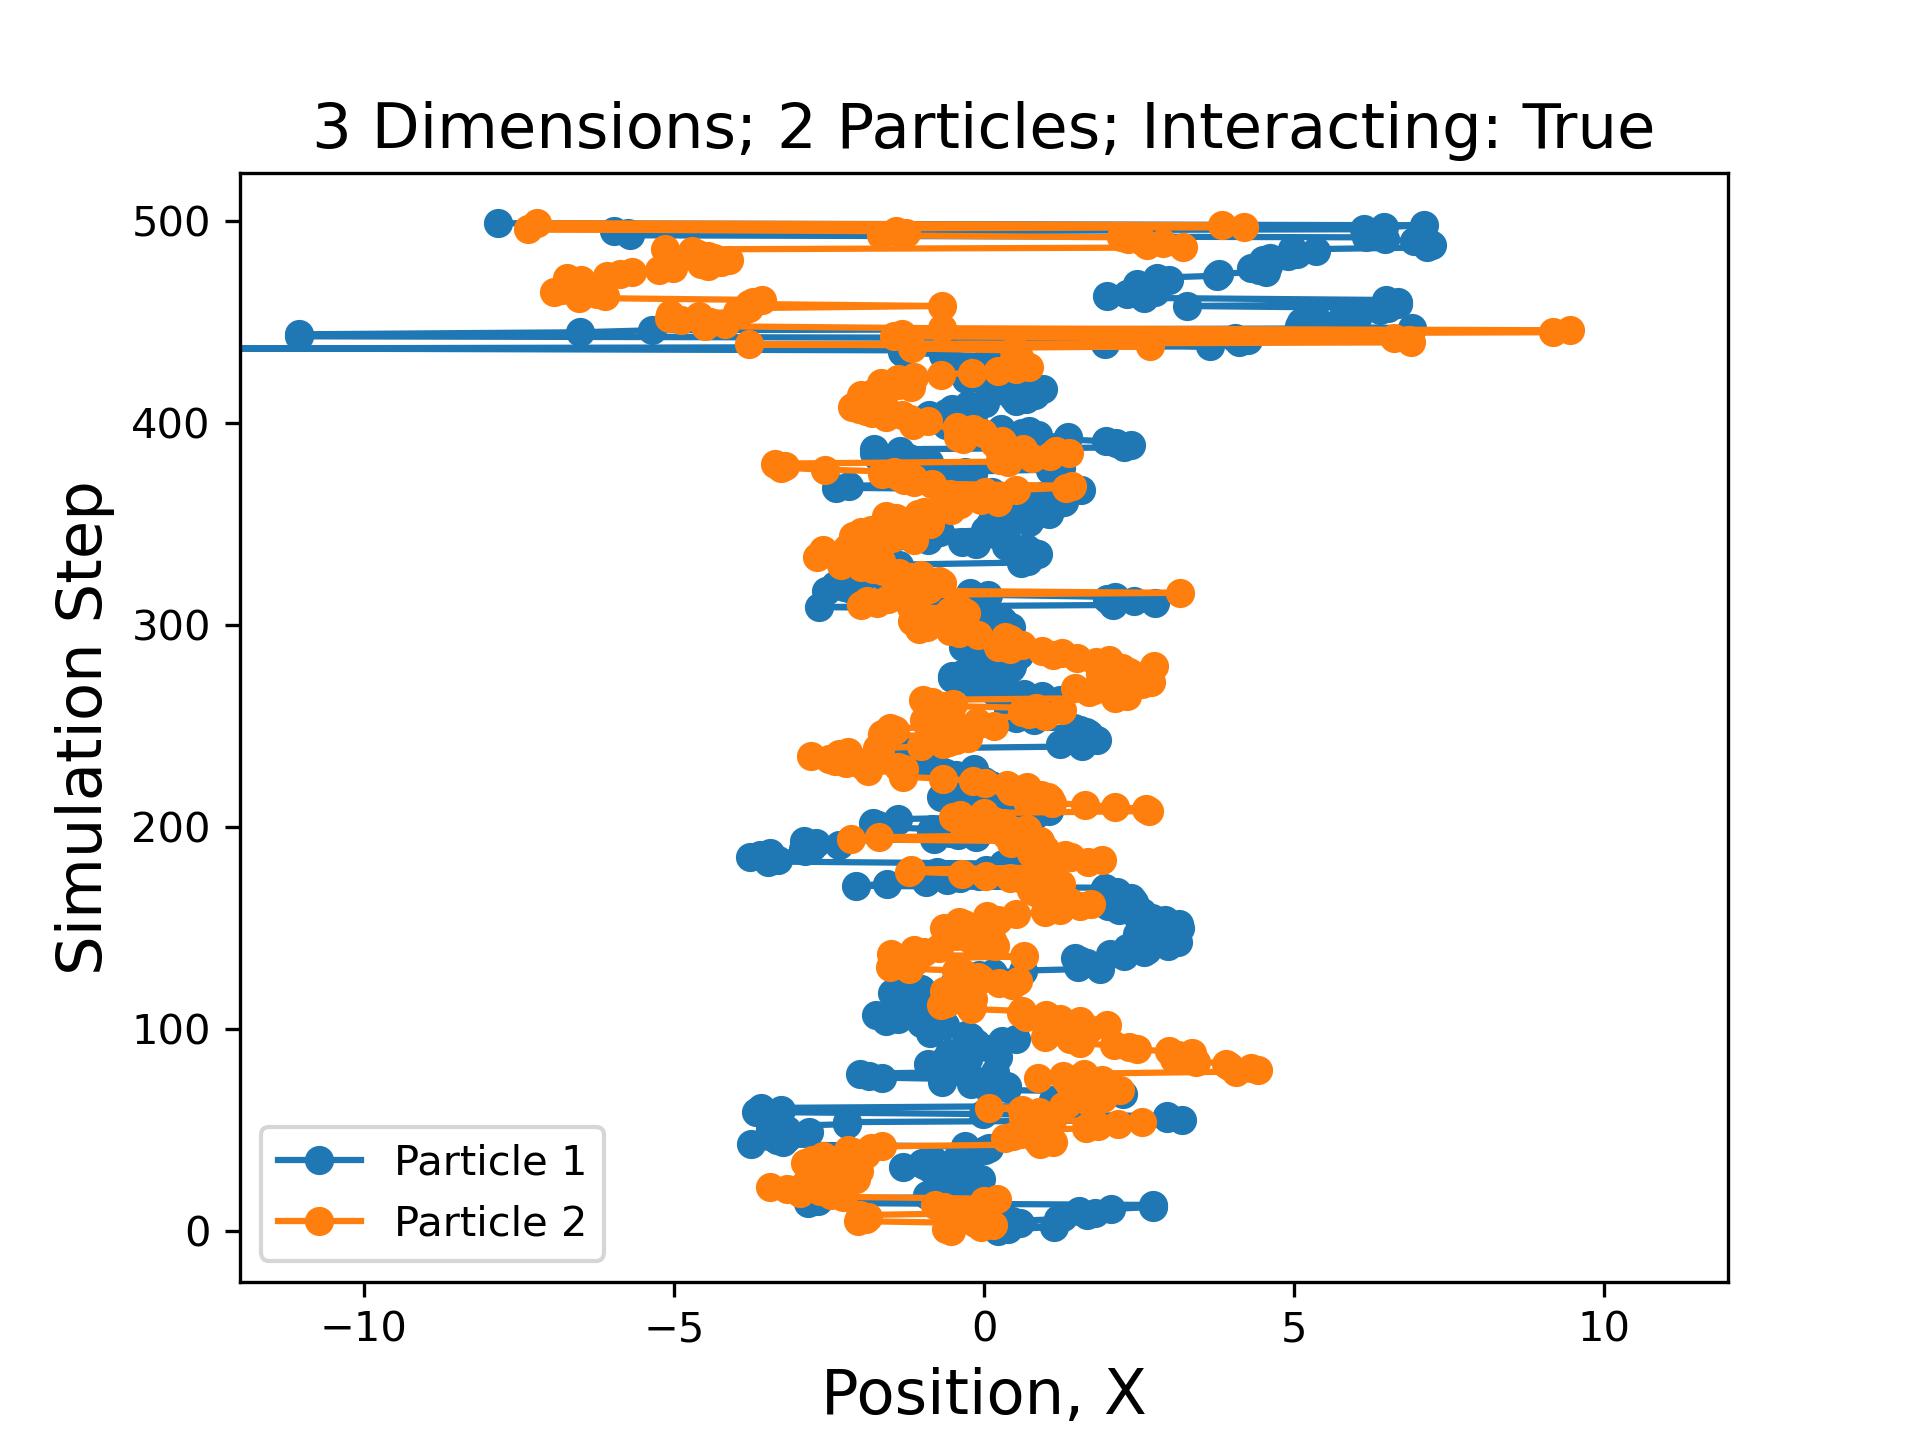 3 Dimensions; 2 Particles; Interacting: True
Simulation Step
500
400
300
200
100
0
Particle 1
Particle 2
−10
−5
0
5
10
Position, X